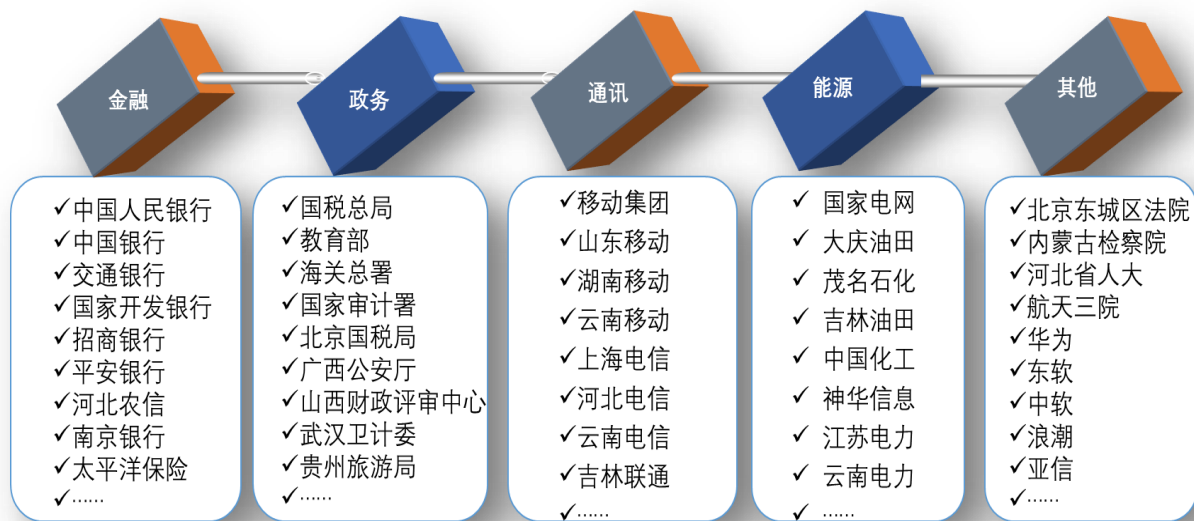 金融
政务
通讯
能源
其他
✓中国人民银行
✓中国银行
✓交通银行
✓国家开发银行
✓招商银行
✓平安银行
✓河北农信
✓南京银行
✓太平洋保险
✓……
✓国税总局
✓教育部
✓海关总署
✓国家审计署
✓北京国税局
✓广西公安厅
✓山西财政评审中心
✓武汉卫计委
✓贵州旅游局
✓……
✓移动集团
✓山东移动
✓湖南移动
✓云南移动
✓上海电信
✓河北电信
✓云南电信
✓吉林联通
✓……
✓ 国家电网
✓ 大庆油田
✓ 茂名石化
✓ 吉林油田
✓ 中国化工
✓ 神华信息
✓ 江苏电力
✓ 云南电力
✓ ……
✓北京东城区法院
✓内蒙古检察院
✓河北省人大
✓航天三院
✓华为
✓东软
✓中软
✓浪潮
✓亚信
✓……